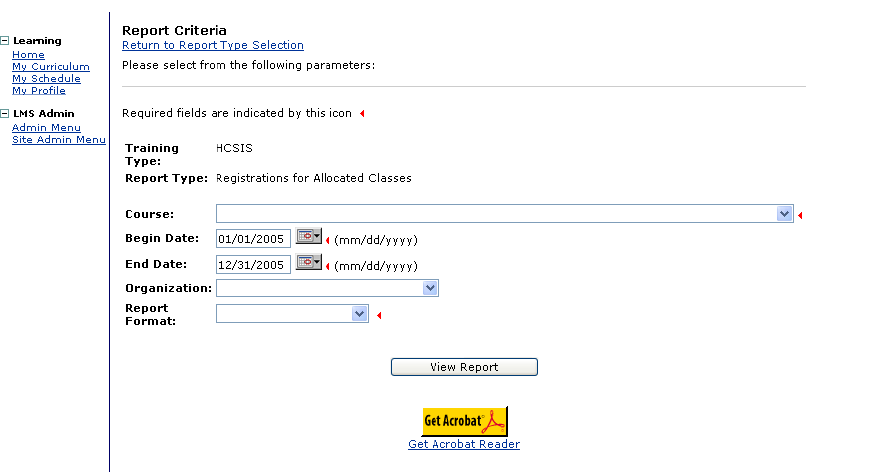 Learning
Home
My Curriculum
My Schedule
My Profile
LMS Admin
Admin Menu
Site Admin Menu
Report Criteria
Return to Report Type Selection
Please select from the following parameters:
Required fields are indicated by this icon
Training Type: HCSIS
Report Type: Registrations for Allocated Classes
Course:
Begin Date: 01/01/2005 (mm/dd/yyyy)
End Date: 12/31/2005 (mm/dd/yyyy)
Organization:
Report Format:
View Report
Get Acrobat
Get Acrobat Reader